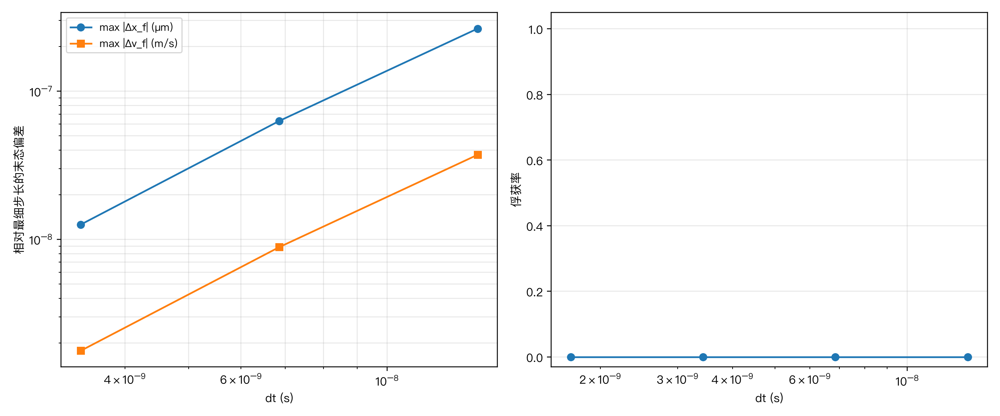 max |Δx_f| (μm)
max |Δv_f| (m/s)
10⁻⁷
10⁻⁸
相对最细步长的末态偏差
4×10⁻⁹
6×10⁻⁹
10⁻⁸
dt (s)
1.0
0.8
0.6
0.4
0.2
0.0
俘获率
2×10⁻⁹
3×10⁻⁹
4×10⁻⁹
6×10⁻⁹
10⁻⁸
dt (s)